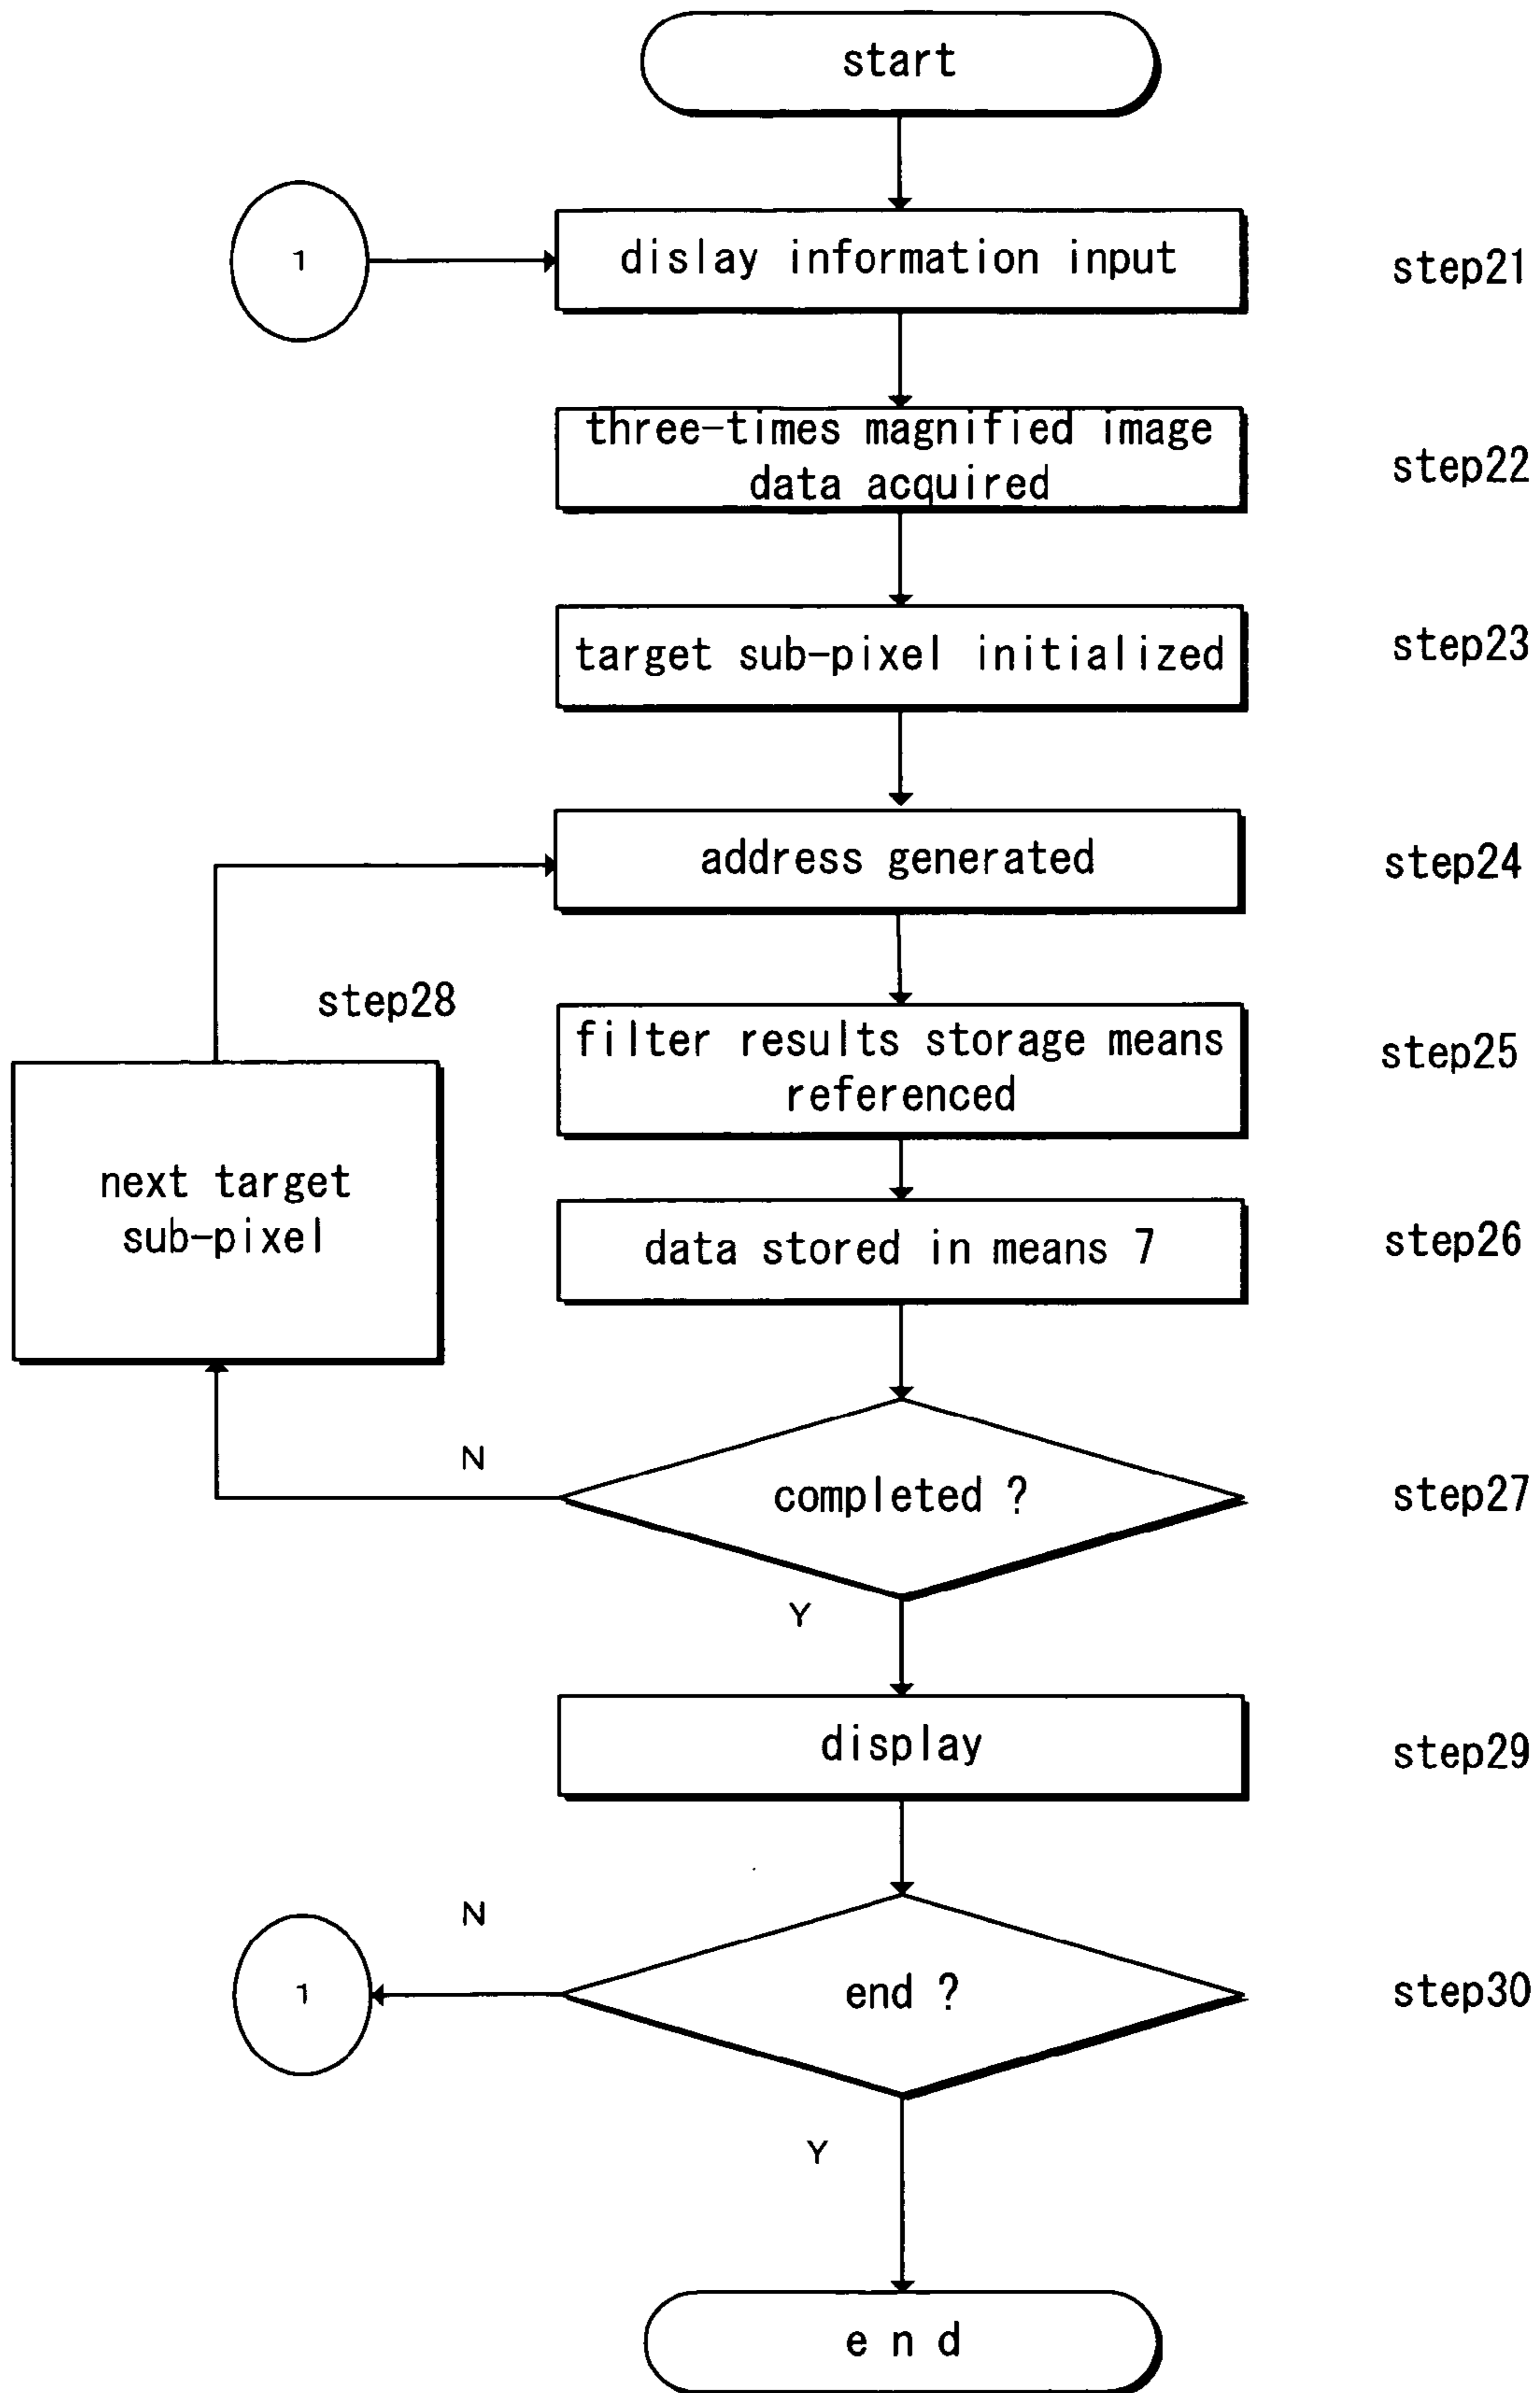 start
1
dislay information input
step21
three-times magnified image
data acquired
step22
target sub-pixel initialized
step23
address generated
step24
step28
filter results storage means
referenced
step25
next target
sub-pixel
data stored in means 7
step26
N
completed ?
step27
Y
display
step29
N
1
end ?
step30
Y
end